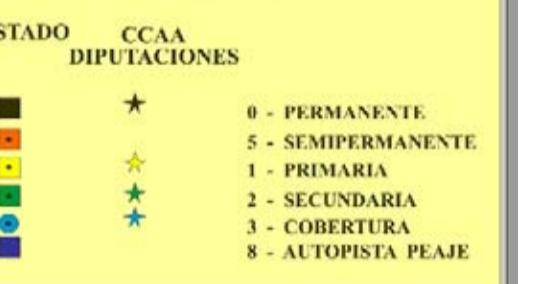 STADO CCAA
DIPUTACIONES
0 - PERMANENTE
5 - SEMIPERMANENTE
1 - PRIMARIA
2 - SECUNDARIA
3 - COBERTURA
8 - AUTOPISTA PEAJE